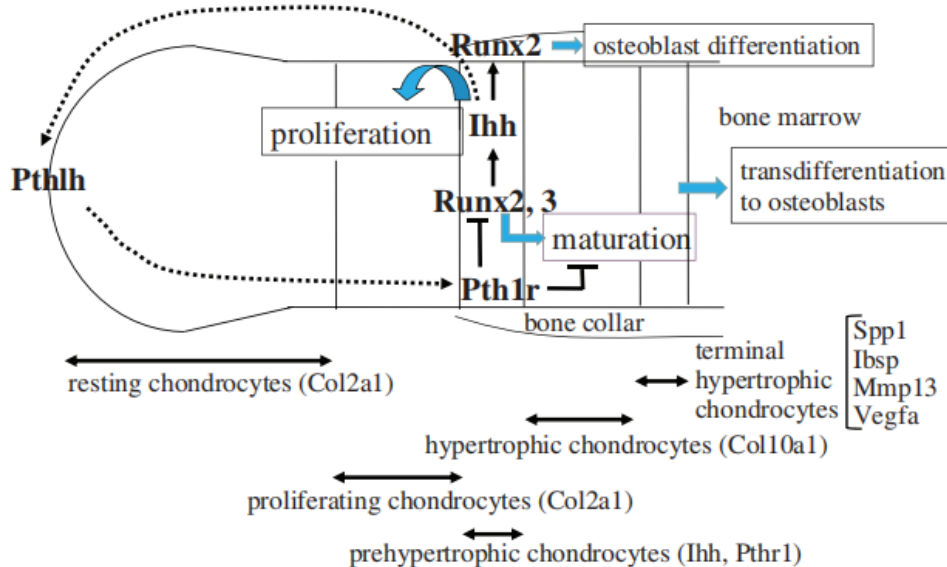 Runx2
osteoblast differentiation
proliferation
Ihh
bone marrow
Pthlh
transdifferentiation
to osteoblasts
Runx2, 3
maturation
Pth1r
bone collar
resting chondrocytes (Col2a1)
terminal
hypertrophic
chondrocytes
Spp1
Ibsp
Mmp13
Vegfa
hypertrophic chondrocytes (Col10a1)
proliferating chondrocytes (Col2a1)
prehypertrophic chondrocytes (Ihh, Pthr1)